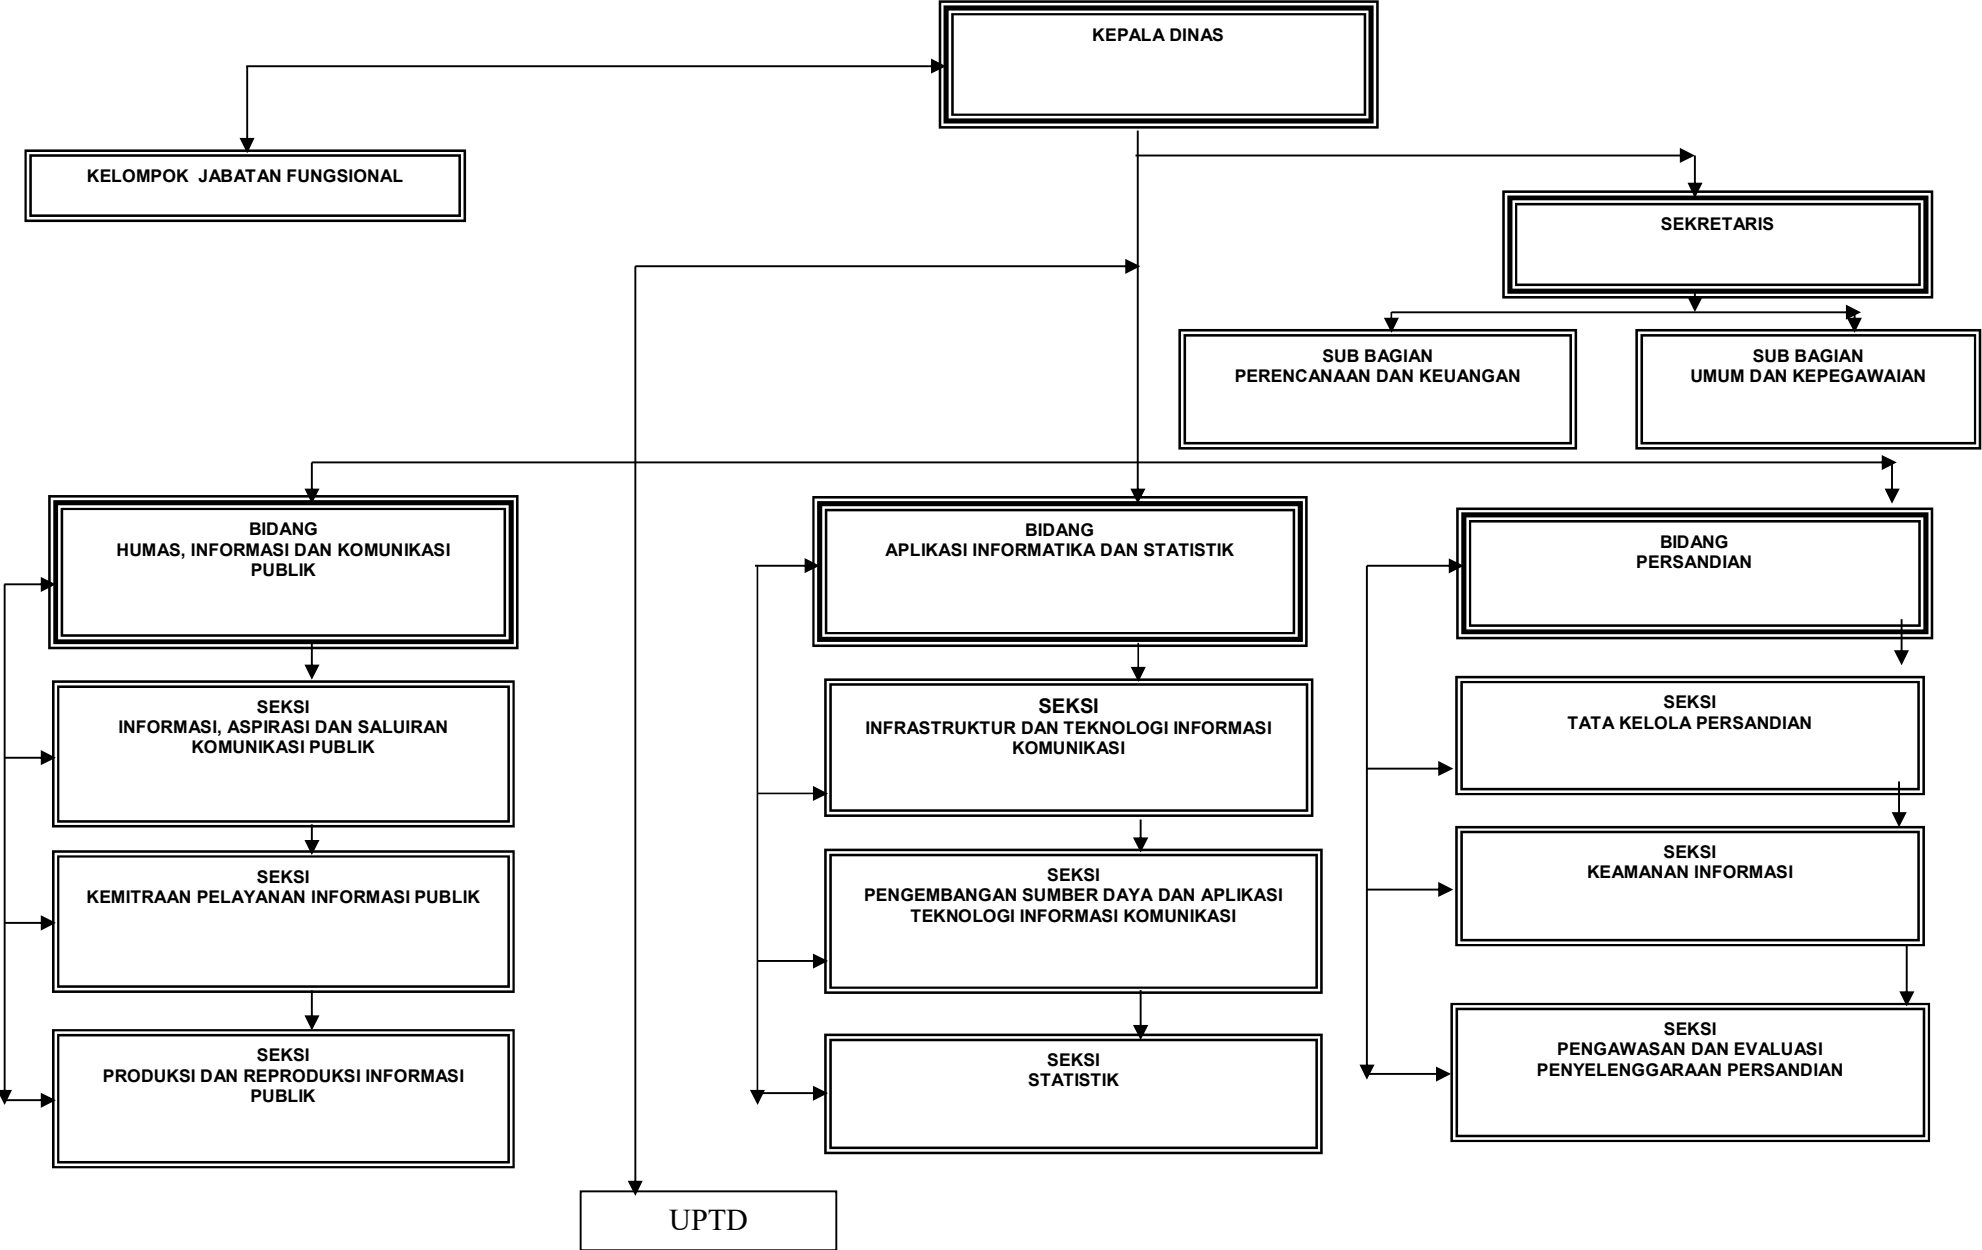 KEPALA DINAS
KELOMPOK JABATAN FUNGSIONAL
SEKRETARIS
SUB BAGIAN
PERENCANAAN DAN KEUANGAN
SUB BAGIAN
UMUM DAN KEPEGAWAIAN
BIDANG
HUMAS, INFORMASI DAN KOMUNIKASI
PUBLIK
BIDANG
APLIKASI INFORMATIKA DAN STATISTIK
BIDANG
PERSANDIAN
SEKSI
INFORMASI, ASPIRASI DAN SALUIRAN
KOMUNIKASI PUBLIK
SEKSI
INFRASTRUKTUR DAN TEKNOLOGI INFORMASI
KOMUNIKASI
SEKSI
TATA KELOLA PERSANDIAN
SEKSI
KEMITRAAN PELAYANAN INFORMASI PUBLIK
SEKSI
PENGEMBANGAN SUMBER DAYA DAN APLIKASI
TEKNOLOGI INFORMASI KOMUNIKASI
SEKSI
KEAMANAN INFORMASI
SEKSI
PRODUKSI DAN REPRODUKSI INFORMASI
PUBLIK
SEKSI
STATISTIK
SEKSI
PENGAWASAN DAN EVALUASI
PENYELENGGARAAN PERSANDIAN
UPTD